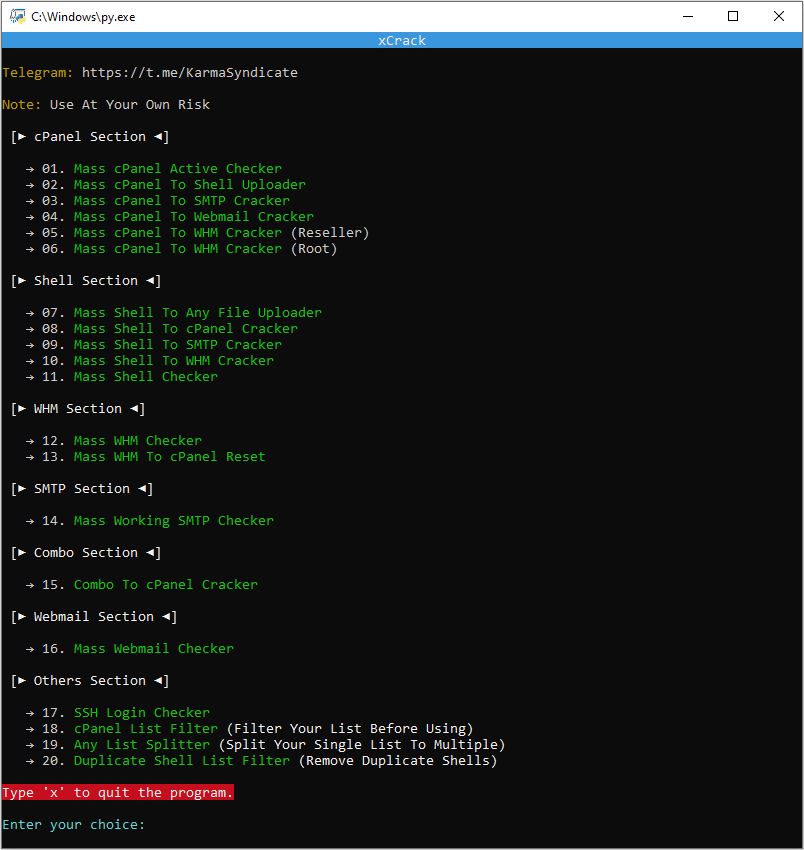 C:\Windows\py.exe
xCrack
Telegram: https://t.me/KarmaSyndicate
Note: Use At Your Own Risk
[► cPanel Section ◄]
→ 01. Mass cPanel Active Checker
→ 02. Mass cPanel To Shell Uploader
→ 03. Mass cPanel To SMTP Cracker
→ 04. Mass cPanel To Webmail Cracker
→ 05. Mass cPanel To WHM Cracker (Reseller)
→ 06. Mass cPanel To WHM Cracker (Root)
[► Shell Section ◄]
→ 07. Mass Shell To Any File Uploader
→ 08. Mass Shell To cPanel Cracker
→ 09. Mass Shell To SMTP Cracker
→ 10. Mass Shell To WHM Cracker
→ 11. Mass Shell Checker
[► WHM Section ◄]
→ 12. Mass WHM Checker
→ 13. Mass WHM To cPanel Reset
[► SMTP Section ◄]
→ 14. Mass Working SMTP Checker
[► Combo Section ◄]
→ 15. Combo To cPanel Cracker
[► Webmail Section ◄]
→ 16. Mass Webmail Checker
[► Others Section ◄]
→ 17. SSH Login Checker
→ 18. cPanel List Filter (Filter Your List Before Using)
→ 19. Any List Splitter (Split Your Single List To Multiple)
→ 20. Duplicate Shell List Filter (Remove Duplicate Shells)
Type 'x' to quit the program.
Enter your choice: